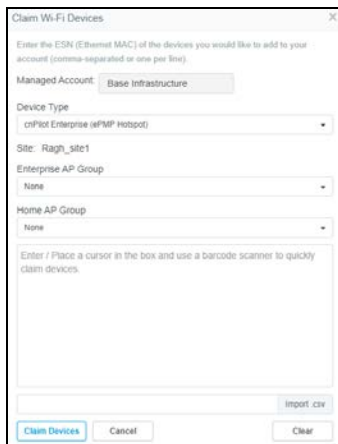 Claim Wi-Fi Devices
Enter the ESN (Ethernet MAC) of the devices you would like to add to your
account (comma-separated or one per line).
Managed Account: Base Infrastructure
Device Type
cnPilot Enterprise (ePMP Hotspot)
Site: Ragh_site1
Enterprise AP Group
None
Home AP Group
None
Enter / Place a cursor in the box and use a barcode scanner to quickly
claim devices.
Import .csv
Claim Devices Cancel Clear